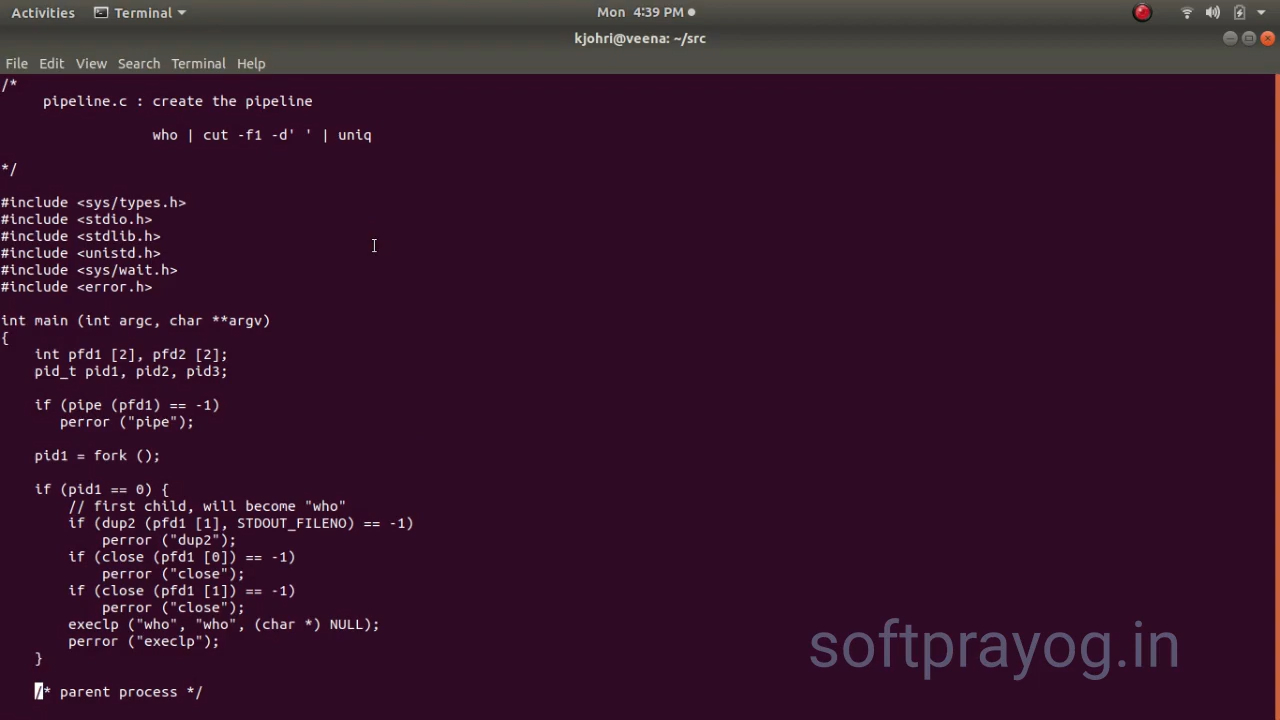 Activities Terminal Mon 4:39 PM
kjohri@veena: ~/src
File Edit View Search Terminal Help
/*
     pipeline.c : create the pipeline
                  who | cut -f1 -d' ' | uniq
*/
#include <sys/types.h>
#include <stdio.h>
#include <stdlib.h>
#include <unistd.h>
#include <sys/wait.h>
#include <error.h>
int main (int argc, char **argv)
{
    int pfd1 [2], pfd2 [2];
    pid_t pid1, pid2, pid3;
    if (pipe (pfd1) == -1)
       perror ("pipe");
    pid1 = fork ();
    if (pid1 == 0) {
        // first child, will become "who"
        if (dup2 (pfd1 [1], STDOUT_FILENO) == -1)
            perror ("dup2");
        if (close (pfd1 [0]) == -1)
            perror ("close");
        if (close (pfd1 [1]) == -1)
            perror ("close");
        execlp ("who", "who", (char *) NULL);
        perror ("execlp");
    }
    /* parent process */
softprayog.in